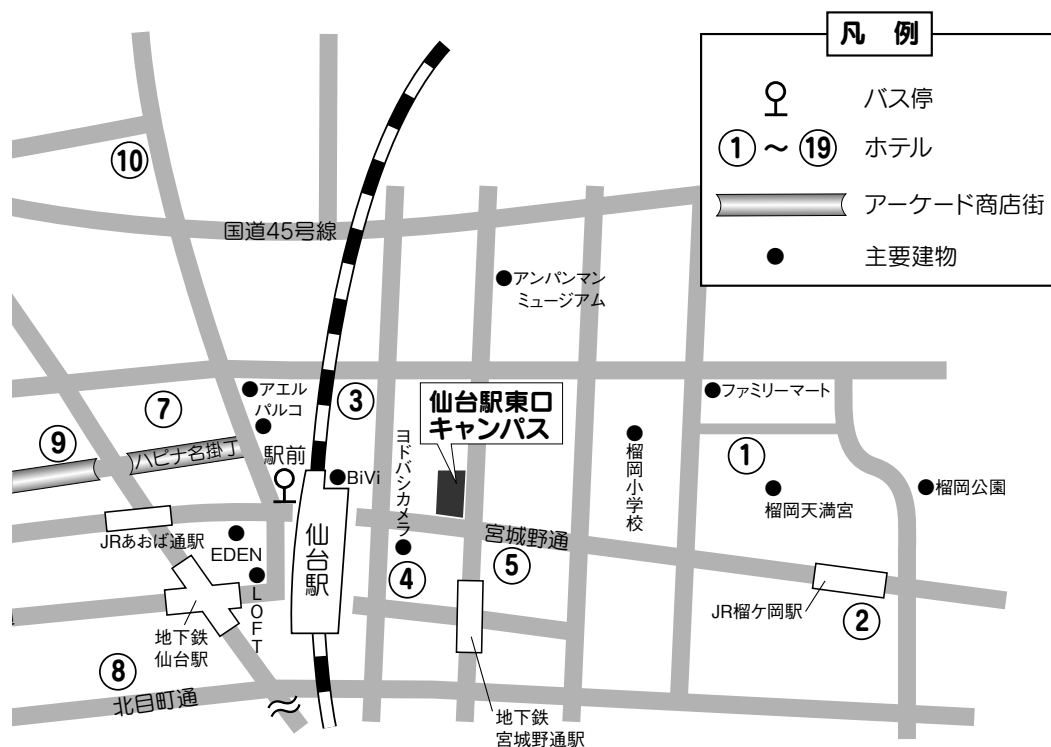 凡 例
バス停
① ～ ⑲ ホテル
アーケード商店街
主要建物
⑩
国道45号線
アンパンマン
ミュージアム
アエル
パルコ
③
⑦
⑨
ハピナ名掛丁
駅前
BiVi
仙台駅東口
キャンパス
ヨドバシカメラ
ファミリーマート
榴岡小学校
①
榴岡天満宮
榴岡公園
JRあおば通駅
EDEN
LOFT
仙台駅
宮城野通
④
⑤
JR榴ケ岡駅
②
地下鉄
仙台駅
⑧
北目町通
地下鉄
宮城野通駅